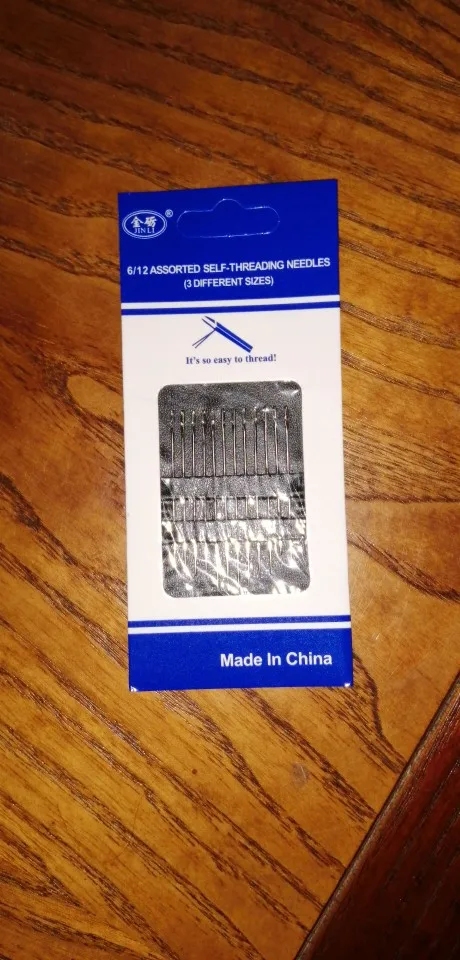 金砺
JIN LI
®
6/12 ASSORTED SELF-THREADING NEEDLES
(3 DIFFERENT SIZES)
It's so easy to thread!
Made In China